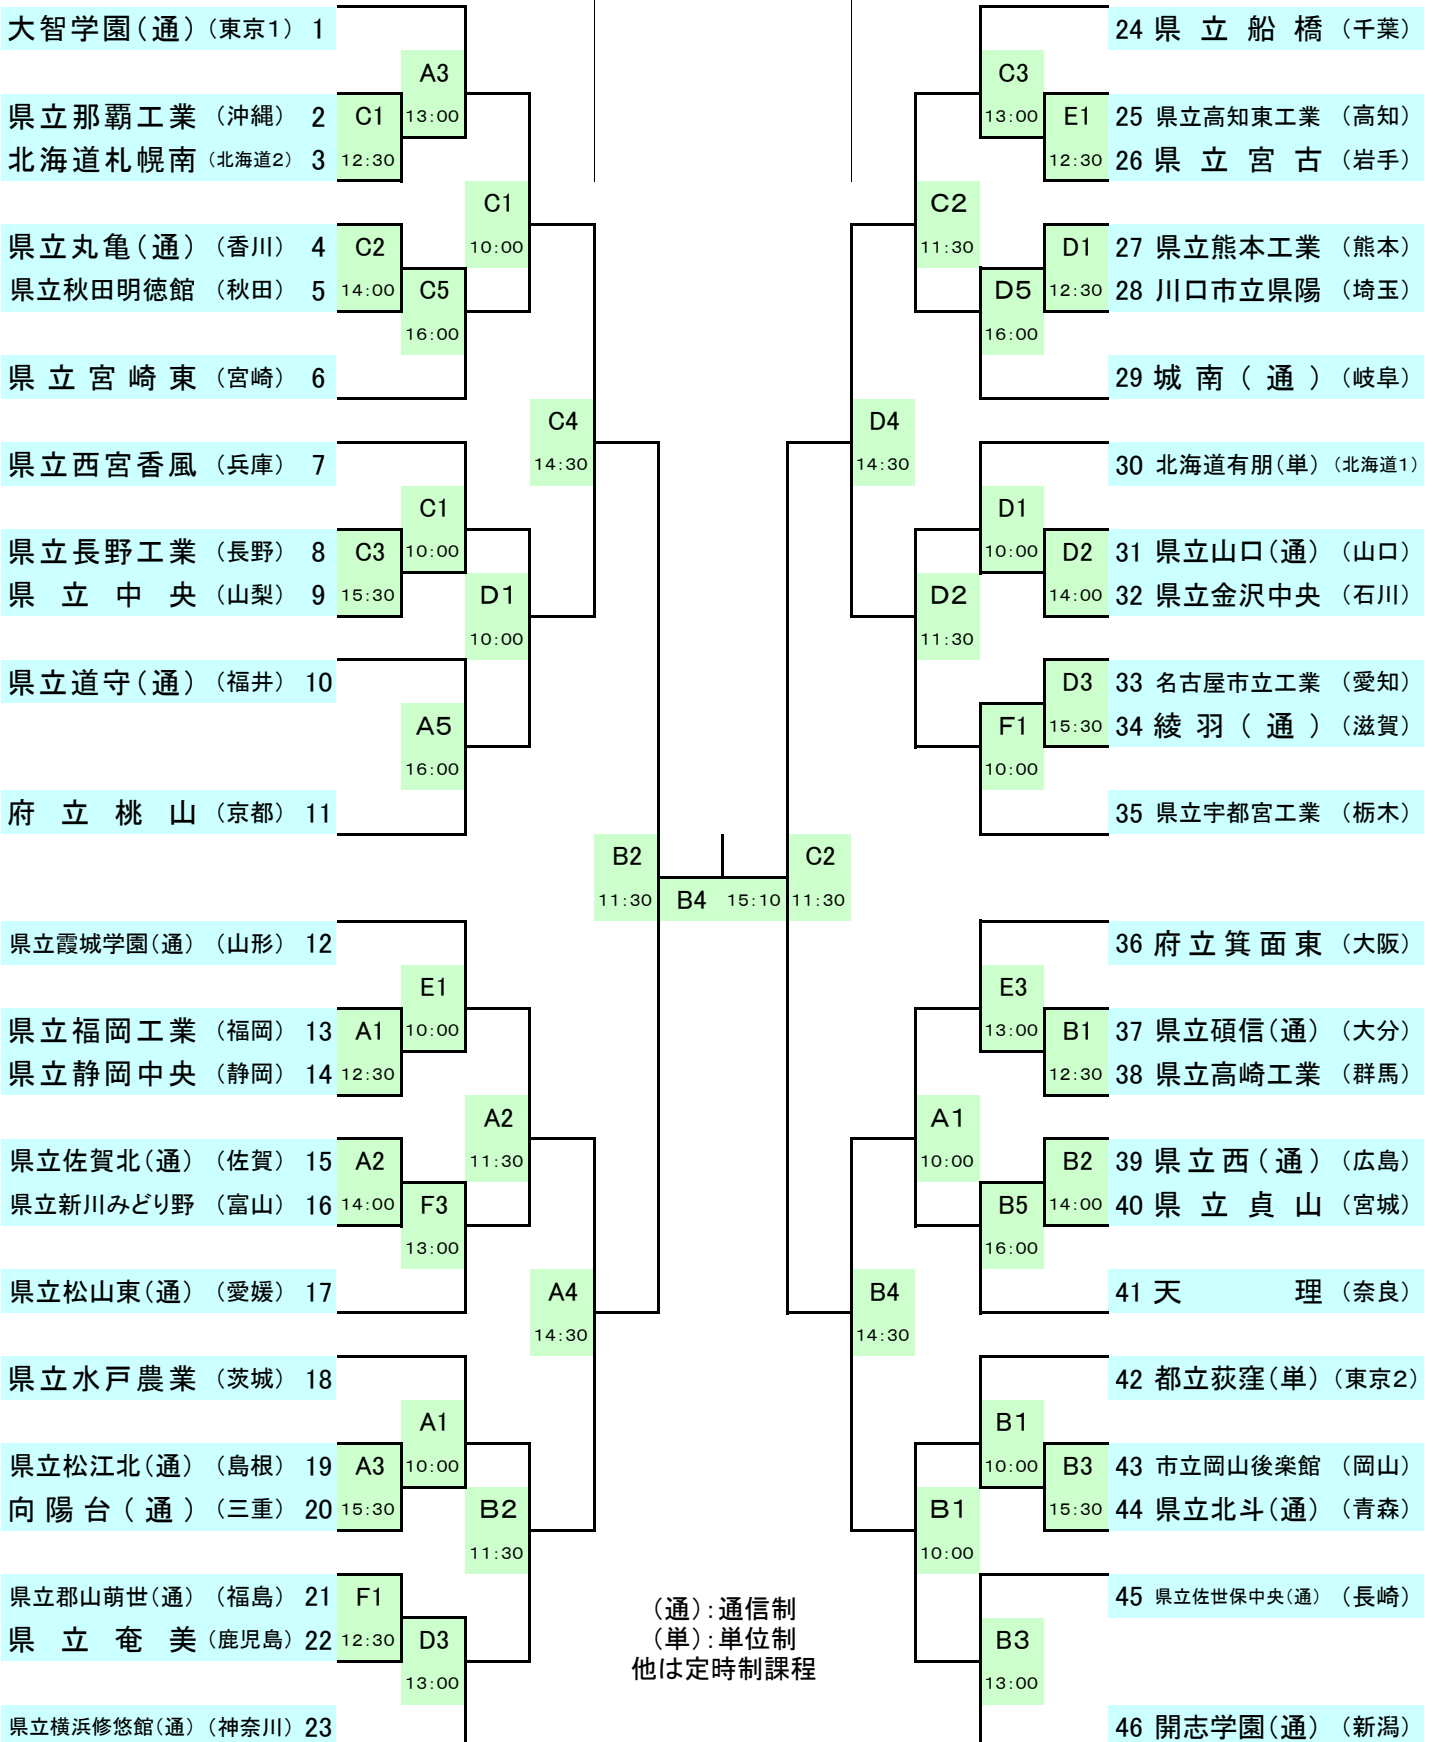 大智学園(通) (東京1) 1
A3
13:00
県立那覇工業 (沖縄) 2
C1
12:30
北海道札幌南 (北海道2) 3
C1
10:00
県立丸亀(通) (香川) 4
C2
14:00
県立秋田明徳館 (秋田) 5
C5
16:00
県立宮崎東 (宮崎) 6
C4
14:30
県立西宮香風 (兵庫) 7
C1
10:00
県立長野工業 (長野) 8
C3
15:30
県立中央 (山梨) 9
D1
10:00
県立道守(通) (福井) 10
A5
16:00
府立桃山 (京都) 11
B2
11:30
B4 15:10
C2
11:30
県立霞城学園(通) (山形) 12
E1
10:00
県立福岡工業 (福岡) 13
A1
12:30
県立静岡中央 (静岡) 14
A2
11:30
県立佐賀北(通) (佐賀) 15
A2
14:00
県立新川みどり野 (富山) 16
F3
13:00
県立松山東(通) (愛媛) 17
A4
14:30
県立水戸農業 (茨城) 18
A1
10:00
県立松江北(通) (島根) 19
A3
15:30
向陽台(通) (三重) 20
B2
11:30
県立郡山萌世(通) (福島) 21
F1
12:30
県立奄美 (鹿児島) 22
D3
13:00
県立横浜修悠館(通) (神奈川) 23
24 県立船橋 (千葉)
C3
13:00
E1
12:30
25 県立高知東工業 (高知)
26 県立宮古 (岩手)
C2
11:30
D1
12:30
27 県立熊本工業 (熊本)
28 川口市立県陽 (埼玉)
D5
16:00
29 城南(通) (岐阜)
D4
14:30
30 北海道有朋(単) (北海道1)
D1
10:00
D2
14:00
31 県立山口(通) (山口)
32 県立金沢中央 (石川)
D2
11:30
D3
15:30
33 名古屋市立工業 (愛知)
34 綾羽(通) (滋賀)
F1
10:00
35 県立宇都宮工業 (栃木)
36 府立箕面東 (大阪)
E3
13:00
B1
12:30
37 県立碩信(通) (大分)
38 県立高崎工業 (群馬)
A1
10:00
B2
14:00
39 県立西(通) (広島)
40 県立貞山 (宮城)
B5
16:00
41 天理 (奈良)
B4
14:30
42 都立荻窪(単) (東京2)
B1
10:00
B3
15:30
43 市立岡山後楽館 (岡山)
44 県立北斗(通) (青森)
B1
10:00
45 県立佐世保中央(通) (長崎)
B3
13:00
46 開志学園(通) (新潟)
(通):通信制
(単):単位制
他は定時制課程